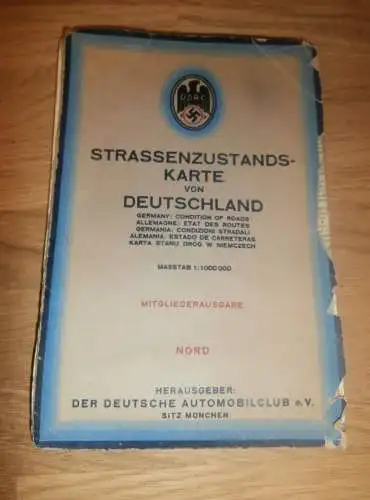 DDAC
STRASSENZUSTANDS-
KARTE
VON
DEUTSCHLAND
GERMANY: CONDITION OF ROADS
ALLEMAGNE: ETAT DES ROUTES
GERMANIA: CONDIZIONI STRADALI
ALEMANIA: ESTADO DE CARRETERAS
KARTA STANU DROG W NIEMCZECH
MASSTAB 1:1000000
MITGLIEDERAUSGABE
NORD
HERAUSGEBER:
DER DEUTSCHE AUTOMOBILCLUB e.V.
SITZ MÜNCHEN